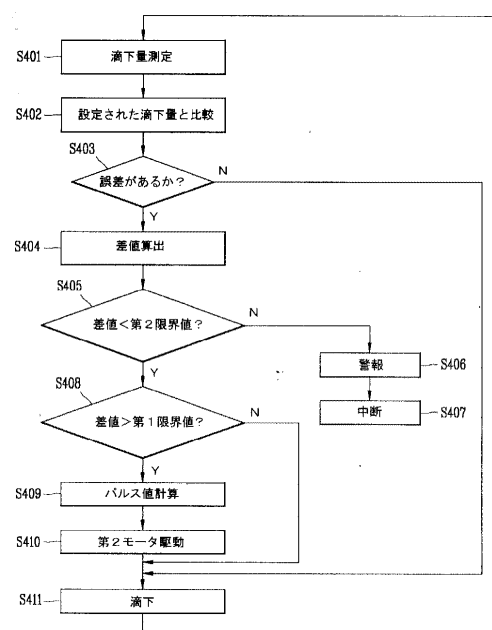 S401
滴下量測定
S402
設定された滴下量と比較
S403
誤差があるか？
N
Y
S404
差値算出
S405
差値＜第２限界値？
N
Y
警報
S406
中断
S407
S408
差値＞第１限界値？
N
Y
S409
パルス値計算
S410
第２モータ駆動
S411
滴下